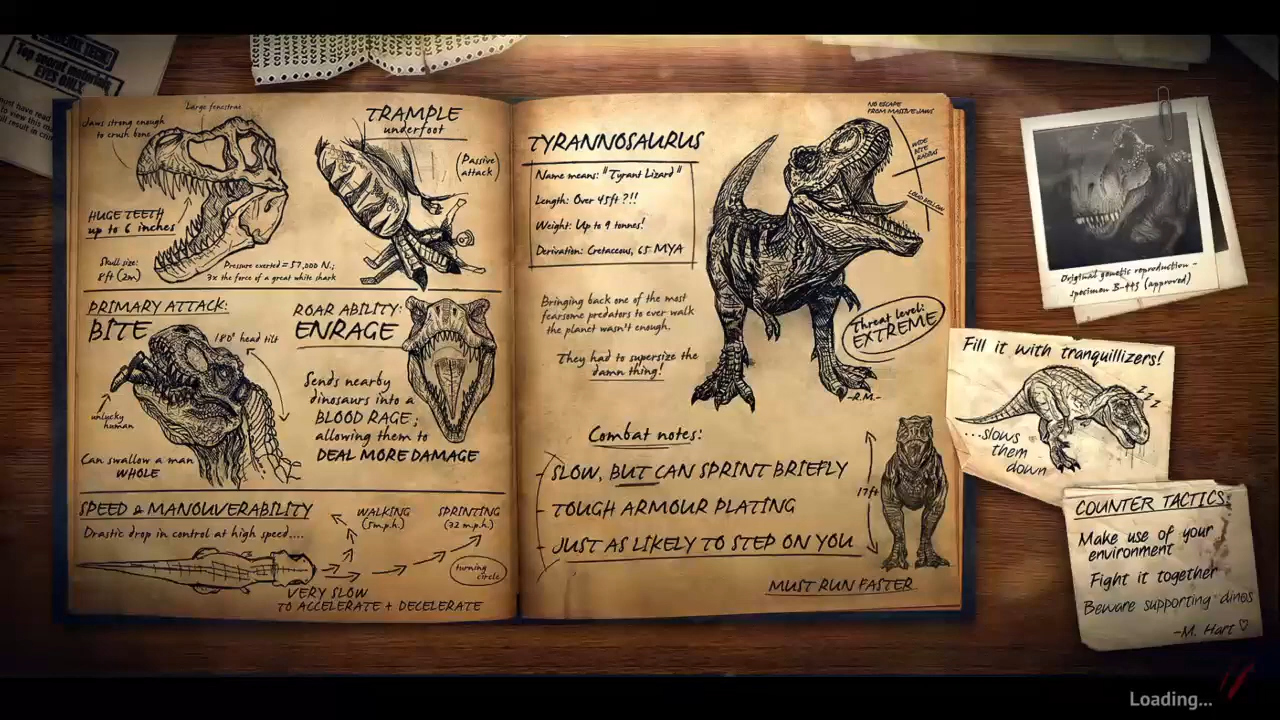 Top secret materials
EYES ONLY
Large fenestrae
Jaws strong enough
to crush bone
HUGE TEETH
up to 6 inches
Skull size:
8ft (2m)
Pressure exerted = 57,000 N.;
3x the force of a great white shark
TRAMPLE
underfoot
(Passive
attack)
PRIMARY ATTACK:
BITE
180° head tilt
unlucky
human
Can swallow a man
WHOLE
ROAR ABILITY:
ENRAGE
Sends nearby
dinosaurs into a
BLOOD RAGE;
allowing them to
DEAL MORE DAMAGE
SPEED & MANOUVERABILITY
Drastic drop in control at high speed....
WALKING
(5m.p.h.)
SPRINTING
(32 m.p.h.)
turning
circle
VERY SLOW
TO ACCELERATE + DECELERATE
TYRANNOSAURUS
Name means: "Tyrant Lizard"
Length: Over 45ft ?!!
Weight: Up to 9 tonnes!
Derivation: Cretaceous, 65 MYA
NO ESCAPE
FROM MASSIVE JAWS
WIDE
BITE
RADIUS
LOUD BELLOW
Bringing back one of the most
fearsome predators to ever walk
the planet wasn't enough.
They had to supersize the
damn thing!
Threat level:
EXTREME
-R.M.-
Combat notes:
- SLOW, BUT CAN SPRINT BRIEFLY
- TOUGH ARMOUR PLATING
- JUST AS LIKELY TO STEP ON YOU
17ft
MUST RUN FASTER
Original genetic reproduction -
specimen B-443 (approved)
Fill it with tranquillizers!
z z z
...slows
them
down
COUNTER TACTICS:
Make use of your
environment
Fight it together
Beware supporting dinos
-M. Hart ♡
Loading...